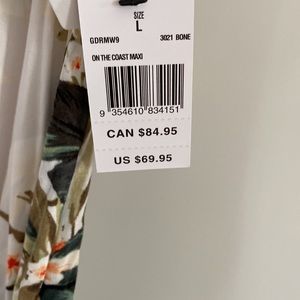 SIZE
L
GDRMW9 3021 BONE
ON THE COAST MAXI
9 354610 834151
CAN $84.95
US $69.95